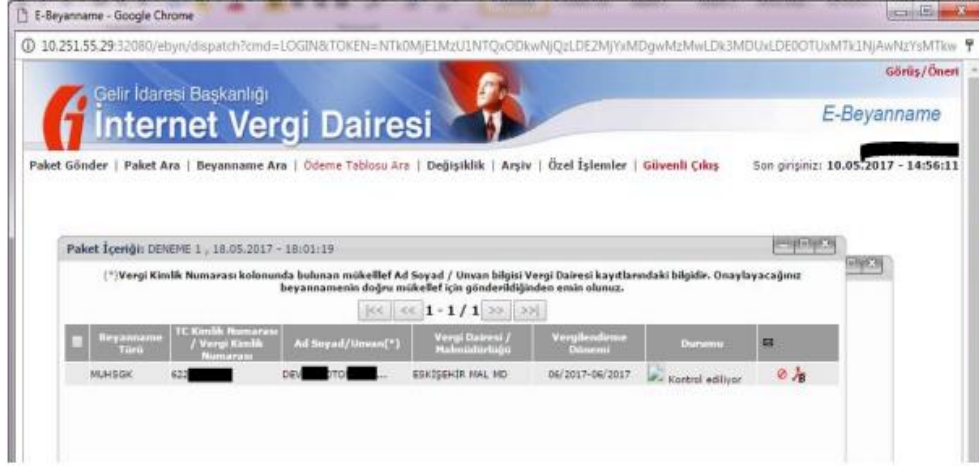 E-Beyanname - Google Chrome
10.251.55.29:32080/ebyn/dispatch?cmd=LOGIN&TOKEN=
Görüş/Öneri
Gelir İdaresi Başkanlığı
İnternet Vergi Dairesi
E-Beyanname
Paket Gönder | Paket Ara | Beyanname Ara | Ödeme Tablosu Ara | Değişiklik | Arşiv | Özel İşlemler | Güvenli Çıkış Son girişiniz: 10.05.2017 - 14:56:11
Paket İçeriği: DENEME 1 , 18.05.2017 - 18:01:19
(*)Vergi Kimlik Numarası kolonunda bulunan mükellef Ad Soyad / Unvan bilgisi Vergi Dairesi kayıtlarındaki bilgidir. Onaylayacağınız
beyannamenin doğru mükellef için gönderildiğinden emin olunuz.
|<< << 1 - 1 / 1 >> >>|
Beyanname Türü
TC Kimlik Numarası / Vergi Kimlik Numarası
Ad Soyad/Unvan(*)
Vergi Dairesi / Malmüdürlüğü
Vergilendirme Dönemi
Durumu
MUHSGK 622 DEV OTO ... ESKİŞEHİR MAL MD 06/2017-06/2017 Kontrol ediliyor